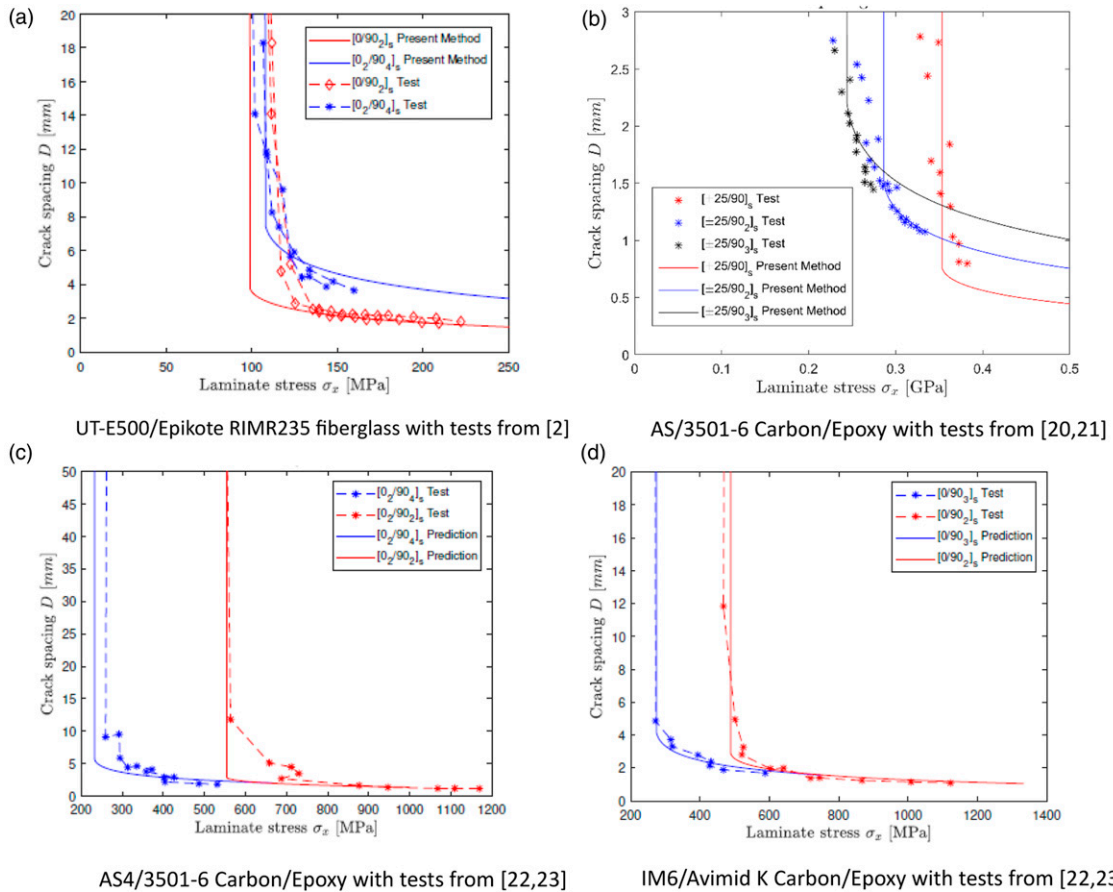 (a)
20
18
16
14
12
10
8
6
4
2
0
Crack spacing D [mm]
[0/90₂]ₛ Present Method
[0₂/90₄]ₛ Present Method
[0/90₂]ₛ Test
[0₂/90₄]ₛ Test
0 50 100 150 200 250
Laminate stress σₓ [MPa]
UT-E500/Epikote RIMR235 fiberglass with tests from [2]
(b)
3
2.5
2
1.5
1
0.5
0
Crack spacing D [mm]
[ 25/90]ₛ Test
[±25/90₂]ₛ Test
[±25/90₃]ₛ Test
[ 25/90]ₛ Present Method
[±25/90₂]ₛ Present Method
[±25/90₃]ₛ Present Method
0 0.1 0.2 0.3 0.4 0.5
Laminate stress σₓ [GPa]
AS/3501-6 Carbon/Epoxy with tests from [20,21]
(c)
50
45
40
35
30
25
20
15
10
5
0
Crack spacing D [mm]
[0₂/90₄]ₛ Test
[0₂/90₂]ₛ Test
[0₂/90₄]ₛ Prediction
[0₂/90₂]ₛ Prediction
200 300 400 500 600 700 800 900 1000 1100 1200
Laminate stress σₓ [MPa]
AS4/3501-6 Carbon/Epoxy with tests from [22,23]
(d)
20
18
16
14
12
10
8
6
4
2
0
Crack spacing D [mm]
[0/90₃]ₛ Test
[0/90₂]ₛ Test
[0/90₃]ₛ Prediction
[0/90₂]ₛ Prediction
200 400 600 800 1000 1200 1400
Laminate stress σₓ [MPa]
IM6/Avimid K Carbon/Epoxy with tests from [22,23